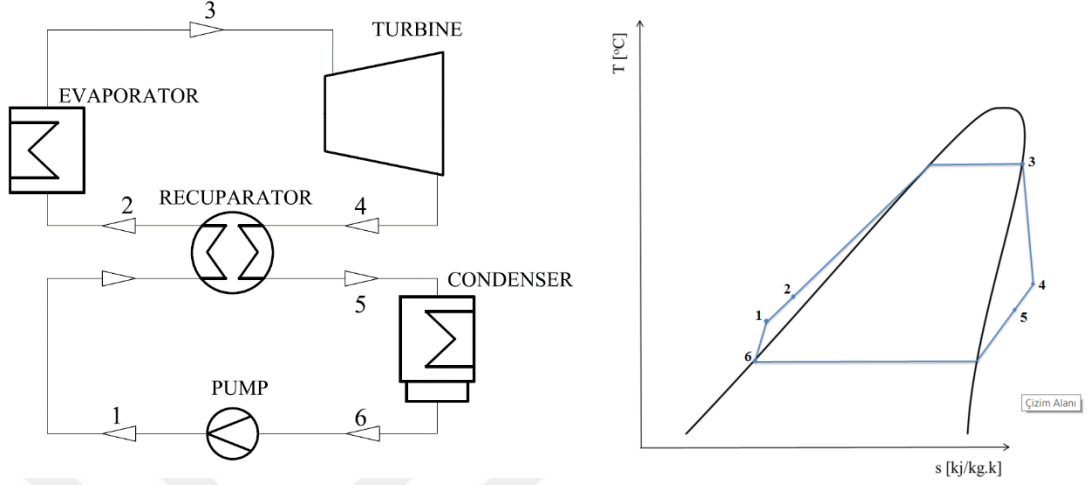 3
TURBINE
EVAPORATOR
RECUPARATOR
2
4
CONDENSER
5
PUMP
1
6
T [°C]
3
4
2
5
1
6
Çizim Alanı
s [kj/kg.k]